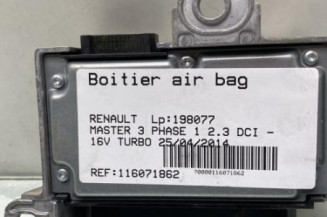 Boitier air bag
RENAULT Lp:198077
MASTER 3 PHASE 1 2.3 DCI -
16V TURBO 25/04/2014
REF:116071862
70000116071862